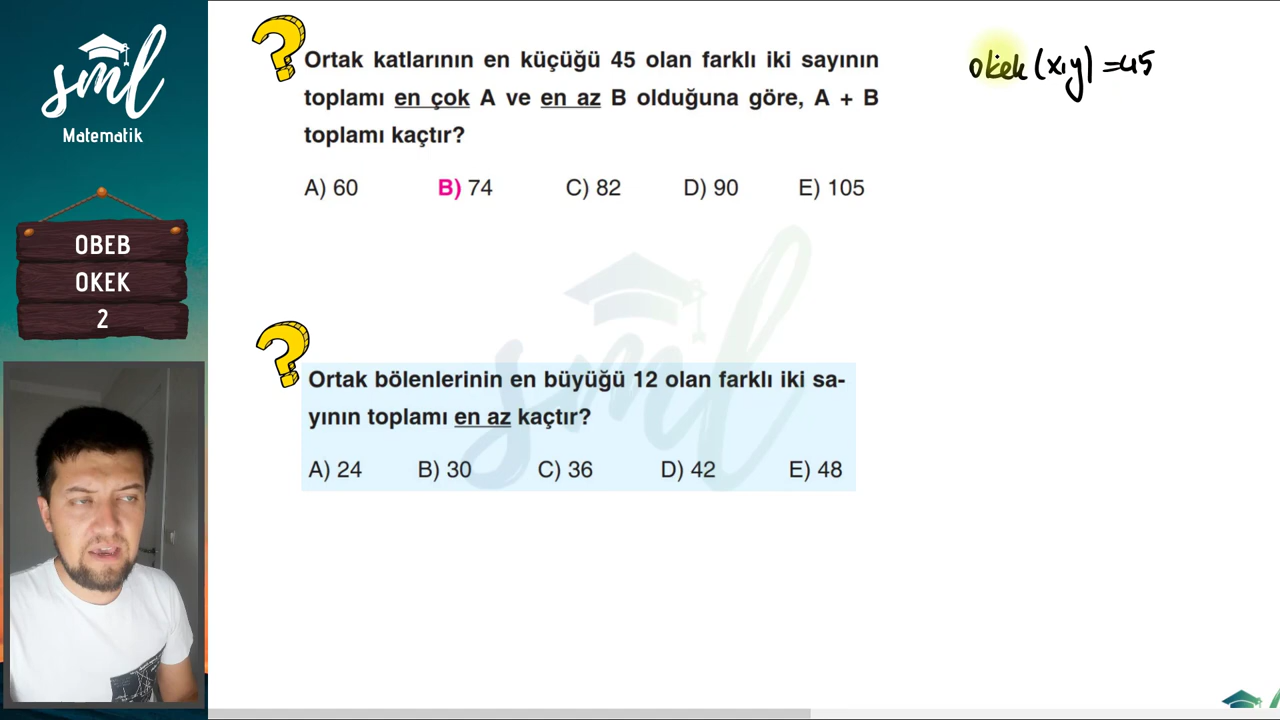 sml
Matematik
OBEB
OKEK
2
Ortak katlarının en küçüğü 45 olan farklı iki sayının
toplamı en çok A ve en az B olduğuna göre, A + B
toplamı kaçtır?
A) 60 B) 74 C) 82 D) 90 E) 105
okek (x,y) = 45
Ortak bölenlerinin en büyüğü 12 olan farklı iki sa-
yının toplamı en az kaçtır?
A) 24 B) 30 C) 36 D) 42 E) 48
sml